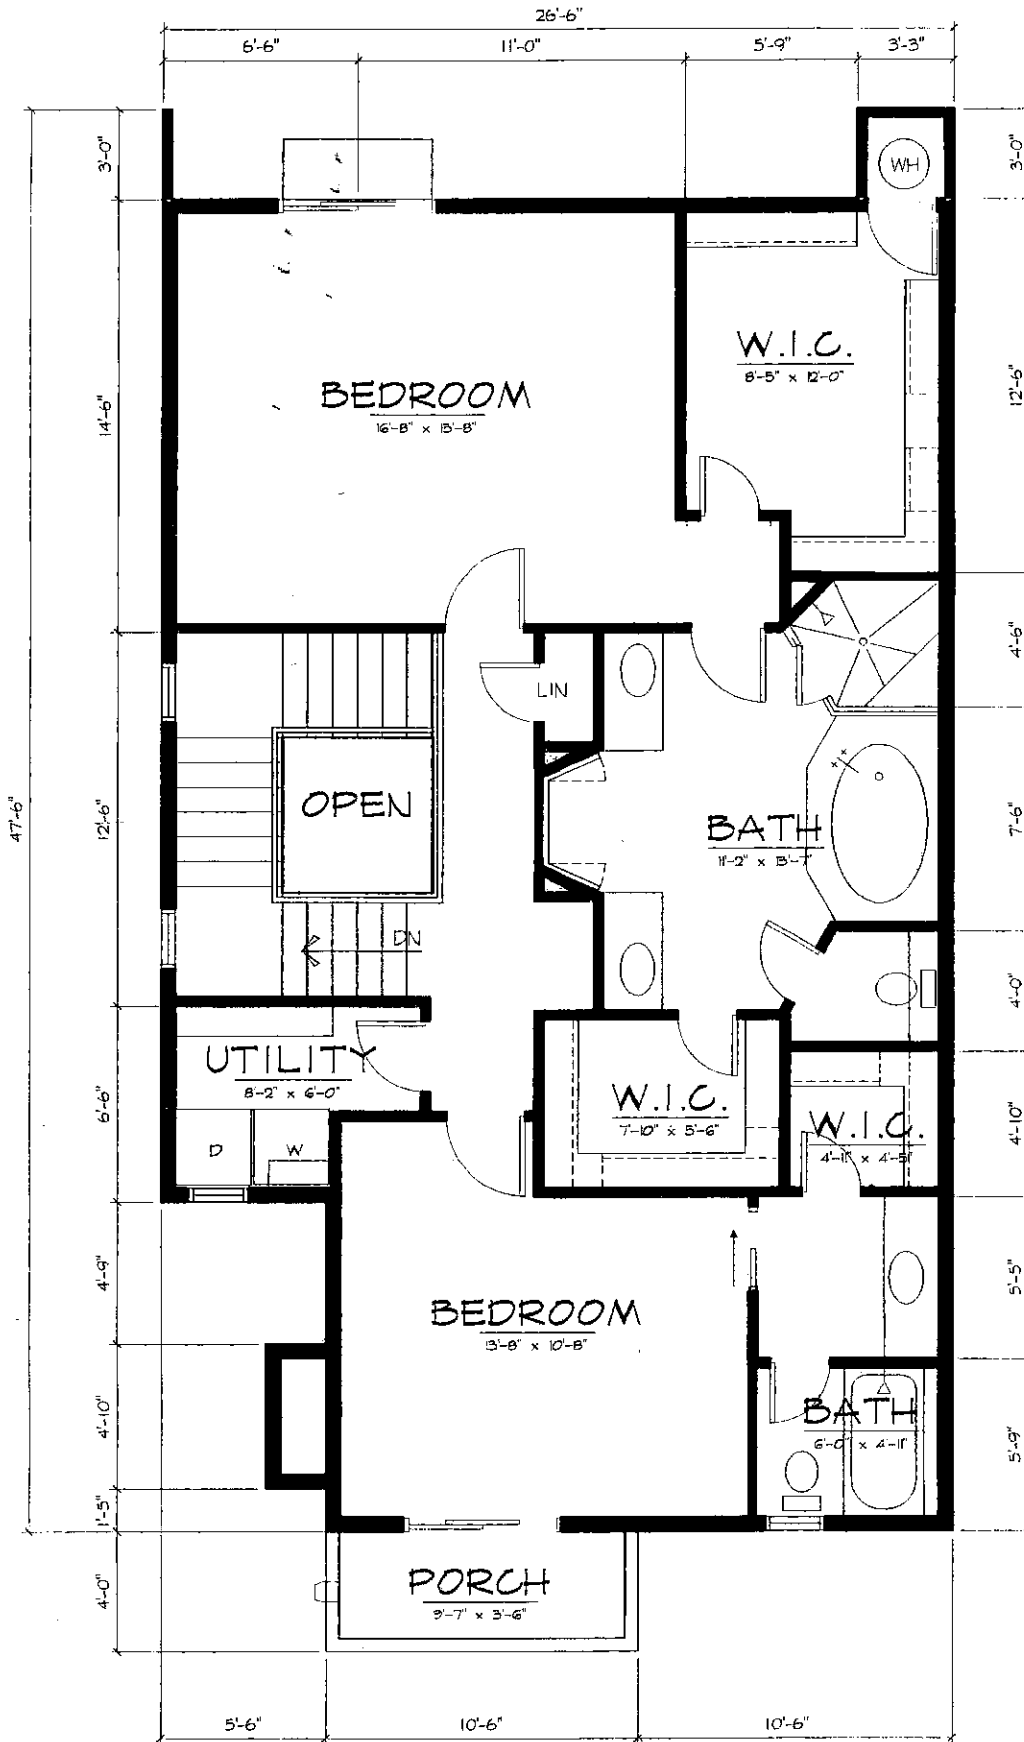 26'-6"
6'-6" 11'-0" 5'-9" 3'-3"
3'-0"
3'-0"
WH
W.I.C.
8'-5" x 12'-0"
BEDROOM
16'-8" x 13'-8"
14'-6"
12'-6"
LIN
4'-6"
OPEN
BATH
11'-2" x 13'-7"
47'-6"
12'-6"
7'-6"
DN
4'-0"
UTILITY
8'-2" x 6'-0"
W.I.C.
7'-10" x 5'-6"
W.I.C.
4'-11" x 4'-5"
6'-6"
4'-10"
D W
4'-9"
5'-5"
BEDROOM
13'-8" x 10'-8"
4'-10"
BATH
6'-0" x 4'-11"
5'-9"
1'-5"
PORCH
9'-7" x 3'-6"
4'-0"
5'-6" 10'-6" 10'-6"